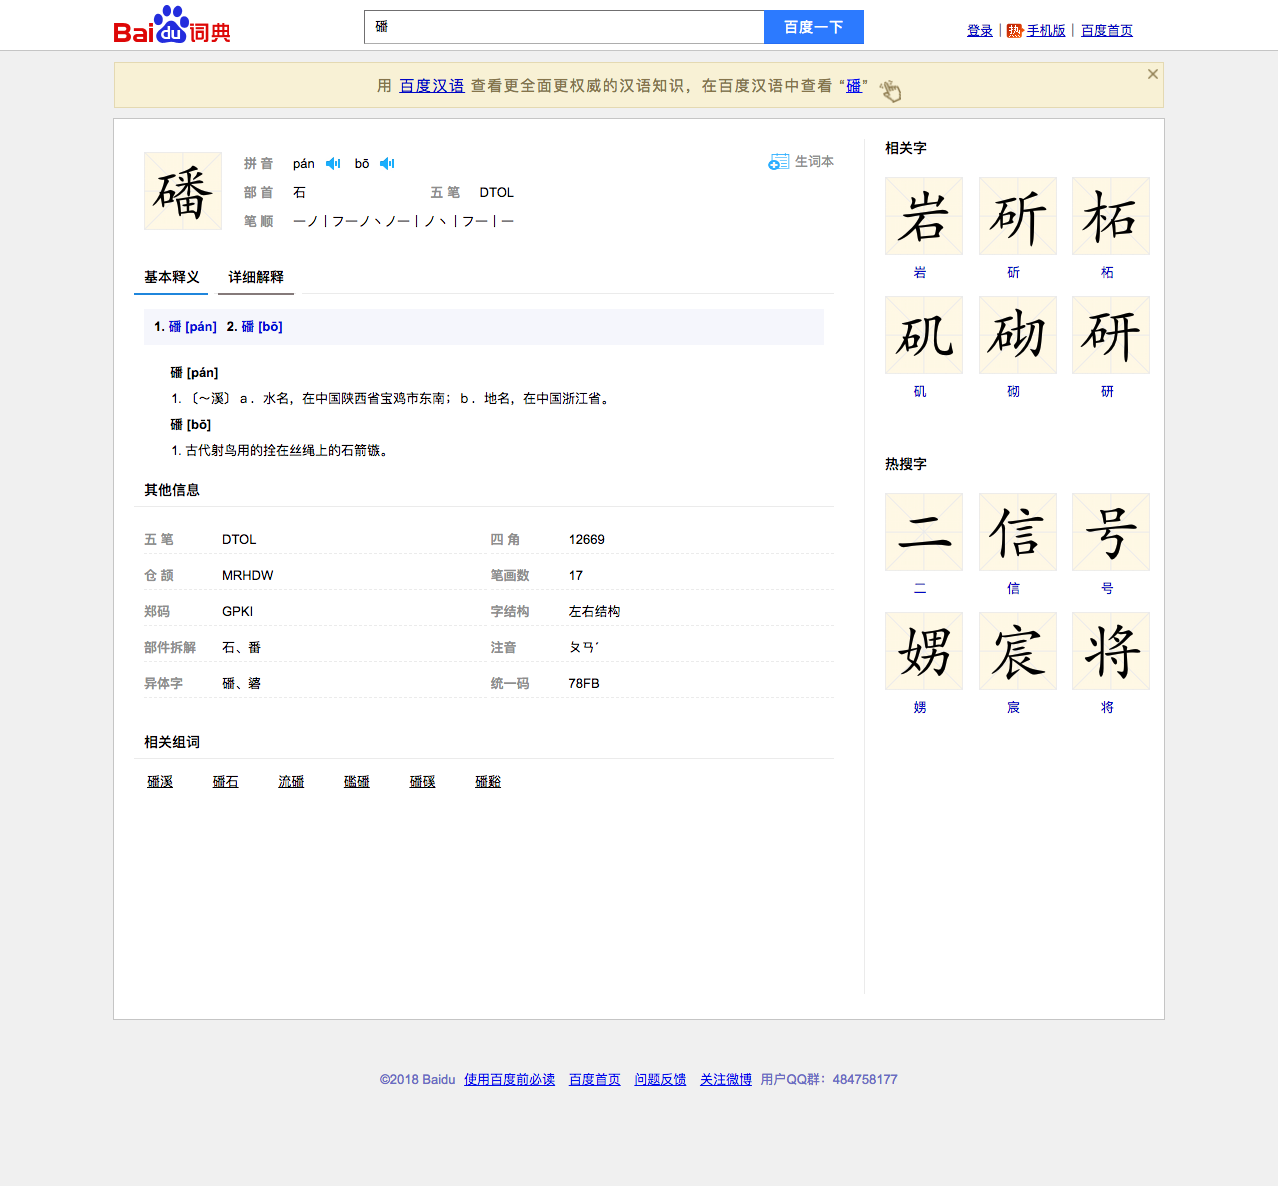 Baidu词典 磻 百度一下 登录 | 热 手机版 | 百度首页
用 百度汉语 查看更全面更权威的汉语知识，在百度汉语中查看 “磻”
磻
拼 音 pán bō 生词本
部 首 石 五 笔 DTOL
笔 顺 一ノ丨フ一ノ丶ノ一丨ノ丶丨フ一丨一
基本释义 详细解释
1. 磻 [pán] 2. 磻 [bō]
磻 [pán]
1. 〔～溪〕ａ．水名，在中国陕西省宝鸡市东南；ｂ．地名，在中国浙江省。
磻 [bō]
1. 古代射鸟用的拴在丝绳上的石箭镞。
其他信息
五 笔 DTOL 四 角 12669
仓 颉 MRHDW 笔画数 17
郑码 GPKI 字结构 左右结构
部件拆解 石、番 注音 ㄆㄢˊ
异体字 磻、碆 统一码 78FB
相关组词
磻溪 磻石 流磻 礛磻 磻磎 磻谿
相关字
岩 斫 柘
岩 斫 柘
矶 砌 研
矶 砌 研
热搜字
二 信 号
二 信 号
娚 宸 将
娚 宸 将
©2018 Baidu 使用百度前必读 百度首页 问题反馈 关注微博 用户QQ群：484758177